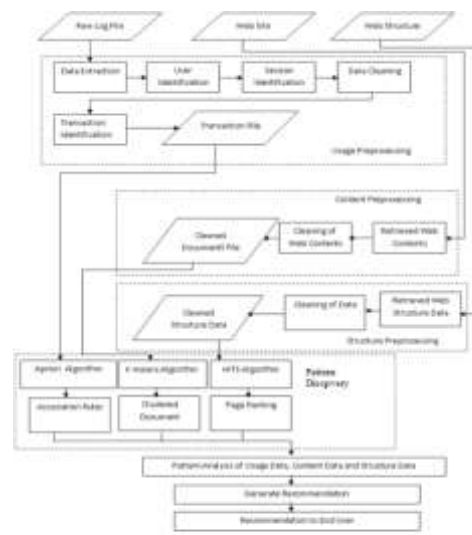 Raw Log File
Web Site
Web Structure
Data Extraction
User
Identification
Session
Identification
Data Cleaning
Transaction
Identification
Transaction File
Usage Preprocessing
Content Preprocessing
Cleaned
Document File
Cleaning of
Web Contents
Retrieved Web
Contents
Cleaned
Structure Data
Cleaning of Data
Retrieved Web
Structure Data
Structure Preprocessing
Apriori Algorithm
K-means Algorithm
HITS Algorithm
Pattern
Discovery
Association Rules
Clustered
Document
Page Ranking
Pattern Analysis of Usage Data, Content Data and Structure Data
Generate Recommendation
Recommendation to End User